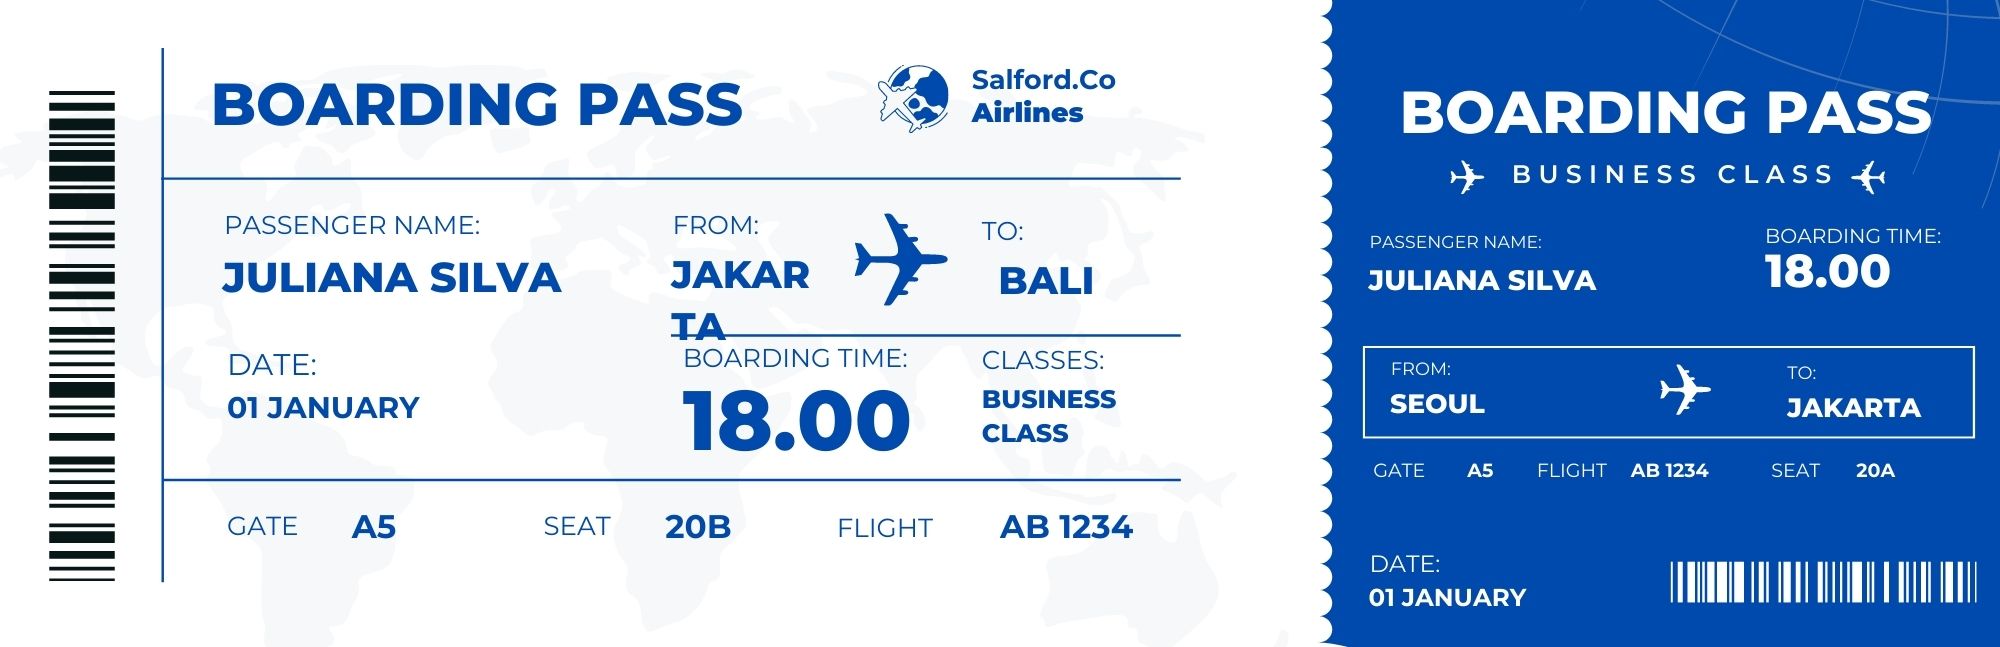 BOARDING PASS
Salford.Co
Airlines
PASSENGER NAME:
JULIANA SILVA
FROM:
JAKAR
TA
TO:
BALI
DATE:
01 JANUARY
BOARDING TIME:
18.00
CLASSES:
BUSINESS
CLASS
GATE A5 SEAT 20B FLIGHT AB 1234
BOARDING PASS
BUSINESS CLASS
PASSENGER NAME:
JULIANA SILVA
BOARDING TIME:
18.00
FROM:
SEOUL
TO:
JAKARTA
GATE A5 FLIGHT AB 1234 SEAT 20A
DATE:
01 JANUARY